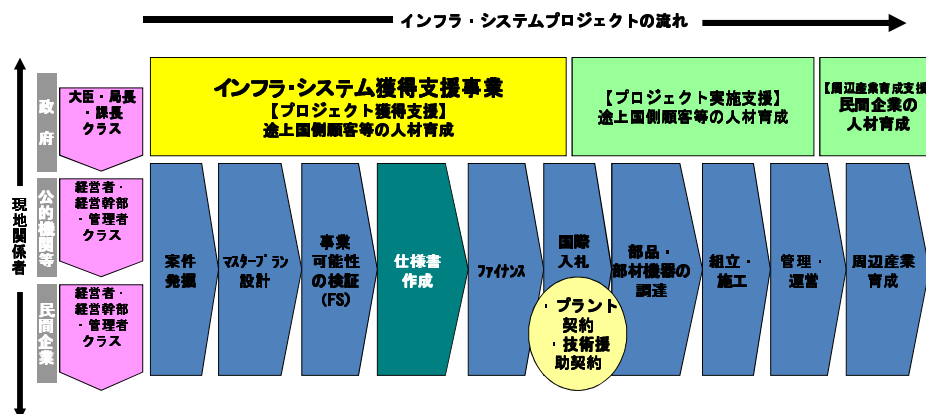 インフラ・システムプロジェクトの流れ
現地関係者
政府
大臣・局長
・課長
クラス
公的機関等
経営者・
経営幹部
・管理者
クラス
民間企業
経営者・
経営幹部
・管理者
クラス
インフラ・システム獲得支援事業
【プロジェクト獲得支援】
途上国側顧客等の人材育成
【プロジェクト実施支援】
途上国側顧客等の人材育成
【周辺産業育成支援】
民間企業の
人材育成
案件
発掘
マスタープラン
設計
事業
可能性
の検証
(FS)
仕様書
作成
ファイナンス
国際
入札
・プラント
契約
・技術援
助契約
部品・
部材機器の
調達
組立・
施工
管理・
運営
周辺産業
育成